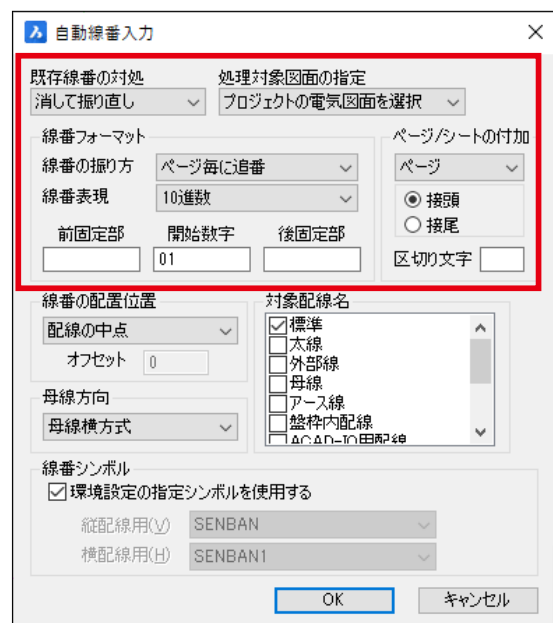 自動線番入力
既存線番の対処 処理対象図面の指定
消して振り直し プロジェクトの電気図面を選択
線番フォーマット ページ/シートの付加
線番の振り方 ページ毎に追番 ページ
線番表現 10進数 接頭
接尾
前固定部 開始数字 後固定部
01 区切り文字
線番の配置位置 対象配線名
配線の中点 標準
太線
オフセット 0 外部線
母線
母線方向 アース線
母線横方式 盤枠内配線
ACAD-IO用配線
線番シンボル
環境設定の指定シンボルを使用する
縦配線用(V) SENBAN
横配線用(H) SENBAN1
OK キャンセル